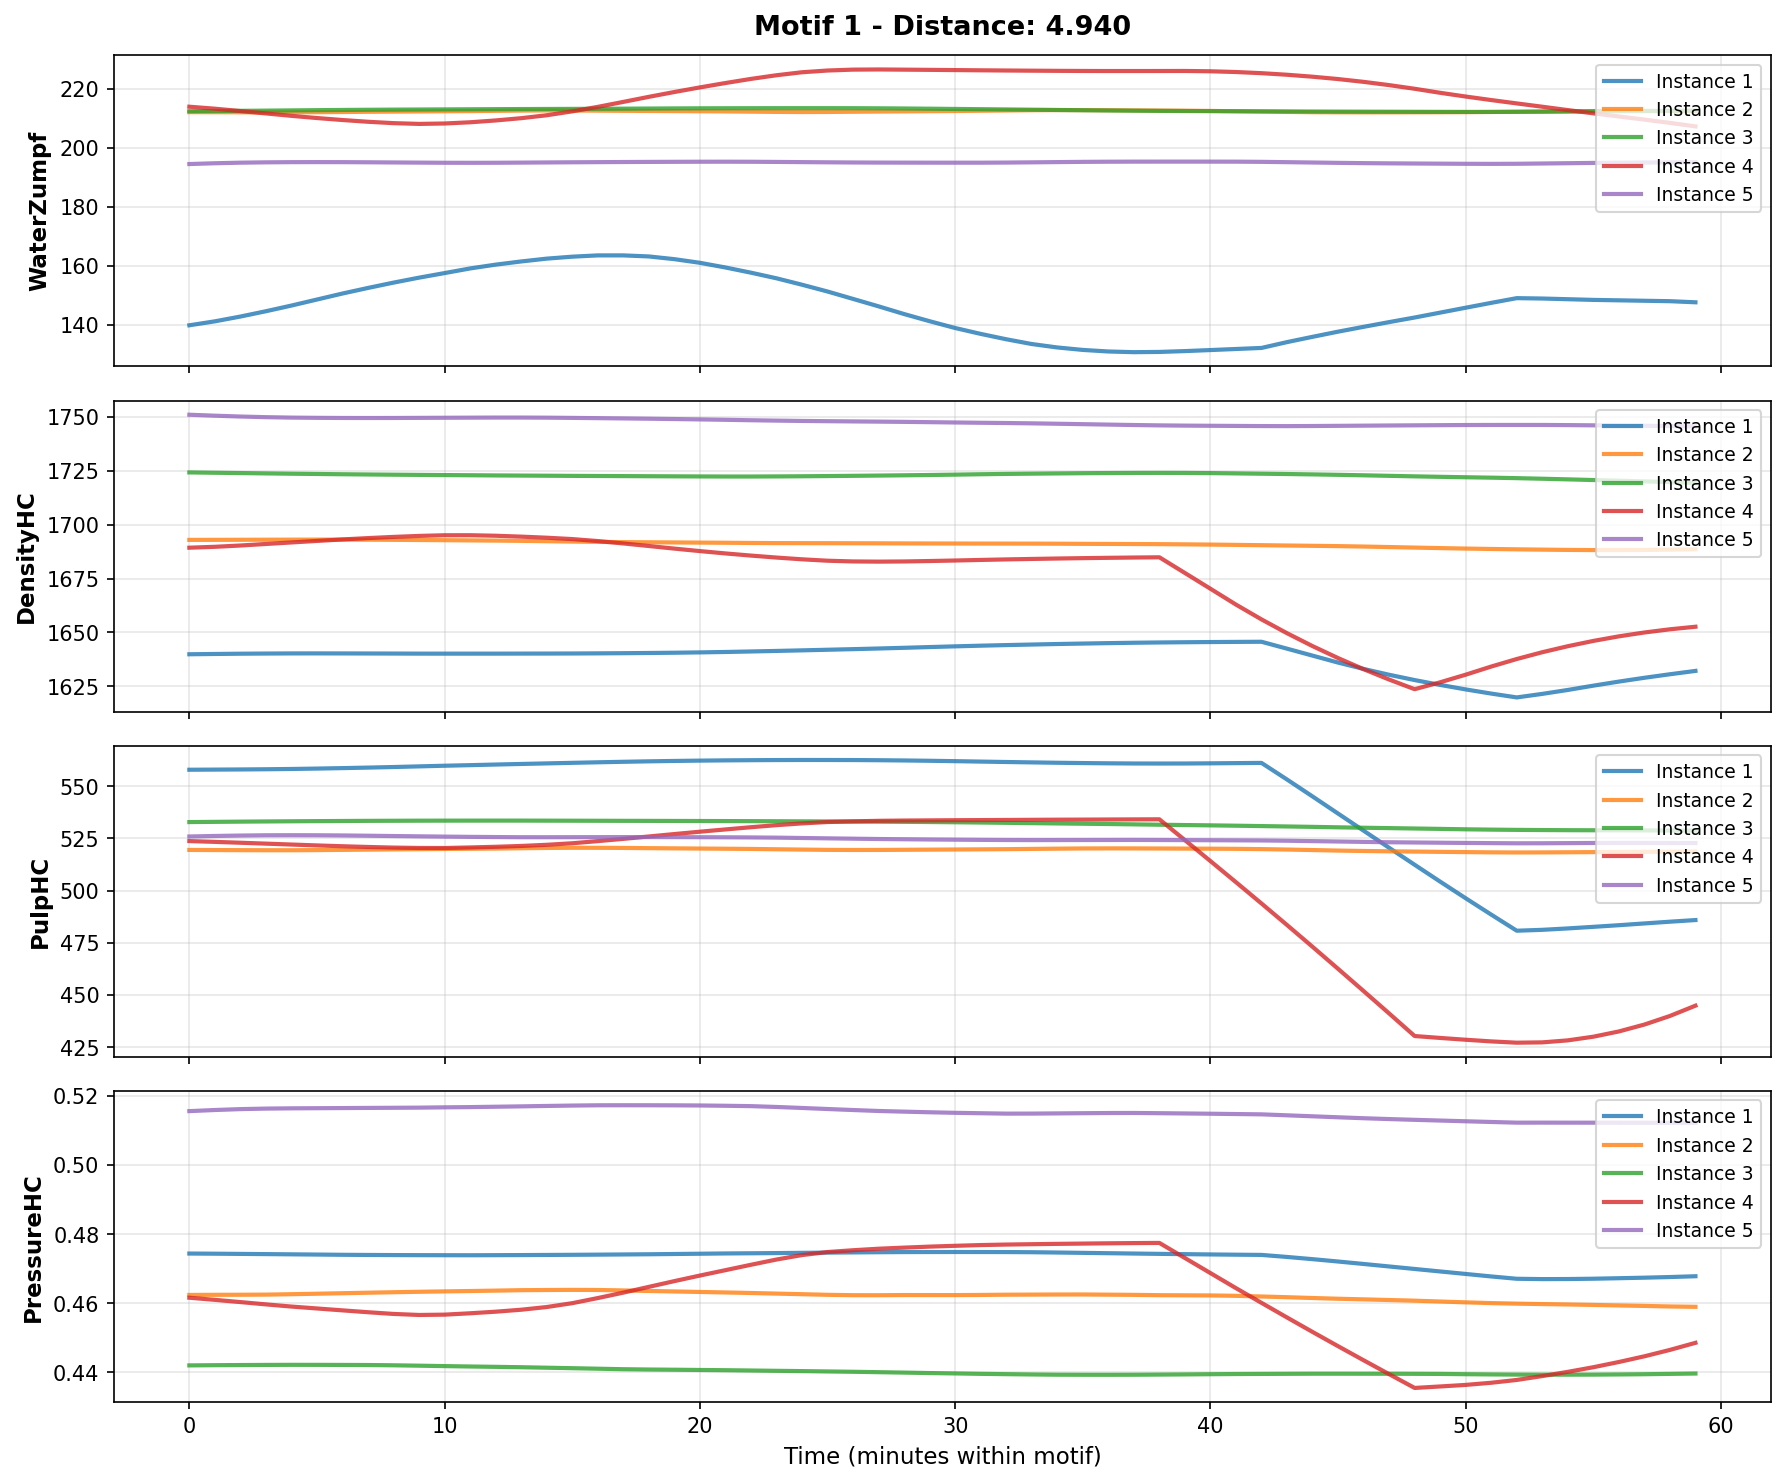 Motif 1 - Distance: 4.940
WaterZumpf
220
200
180
160
140
Instance 1
Instance 2
Instance 3
Instance 4
Instance 5
DensityHC
1750
1725
1700
1675
1650
1625
Instance 1
Instance 2
Instance 3
Instance 4
Instance 5
PulpHC
550
525
500
475
450
425
Instance 1
Instance 2
Instance 3
Instance 4
Instance 5
PressureHC
0.52
0.50
0.48
0.46
0.44
Instance 1
Instance 2
Instance 3
Instance 4
Instance 5
0 10 20 30 40 50 60
Time (minutes within motif)